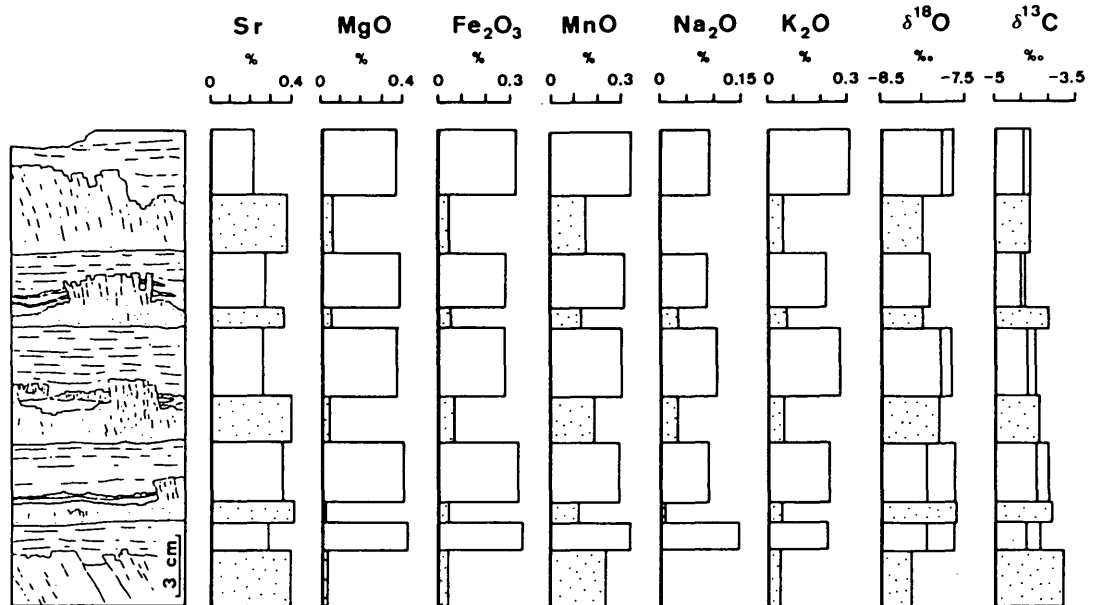 Sr MgO Fe₂O₃ MnO Na₂O K₂O δ¹⁸O δ¹³C
% % % % % % ‰ ‰
0 0.4 0 0.4 0 0.3 0 0.3 0 0.15 0 0.3 -8.5 -7.5 -5 -3.5
3 cm